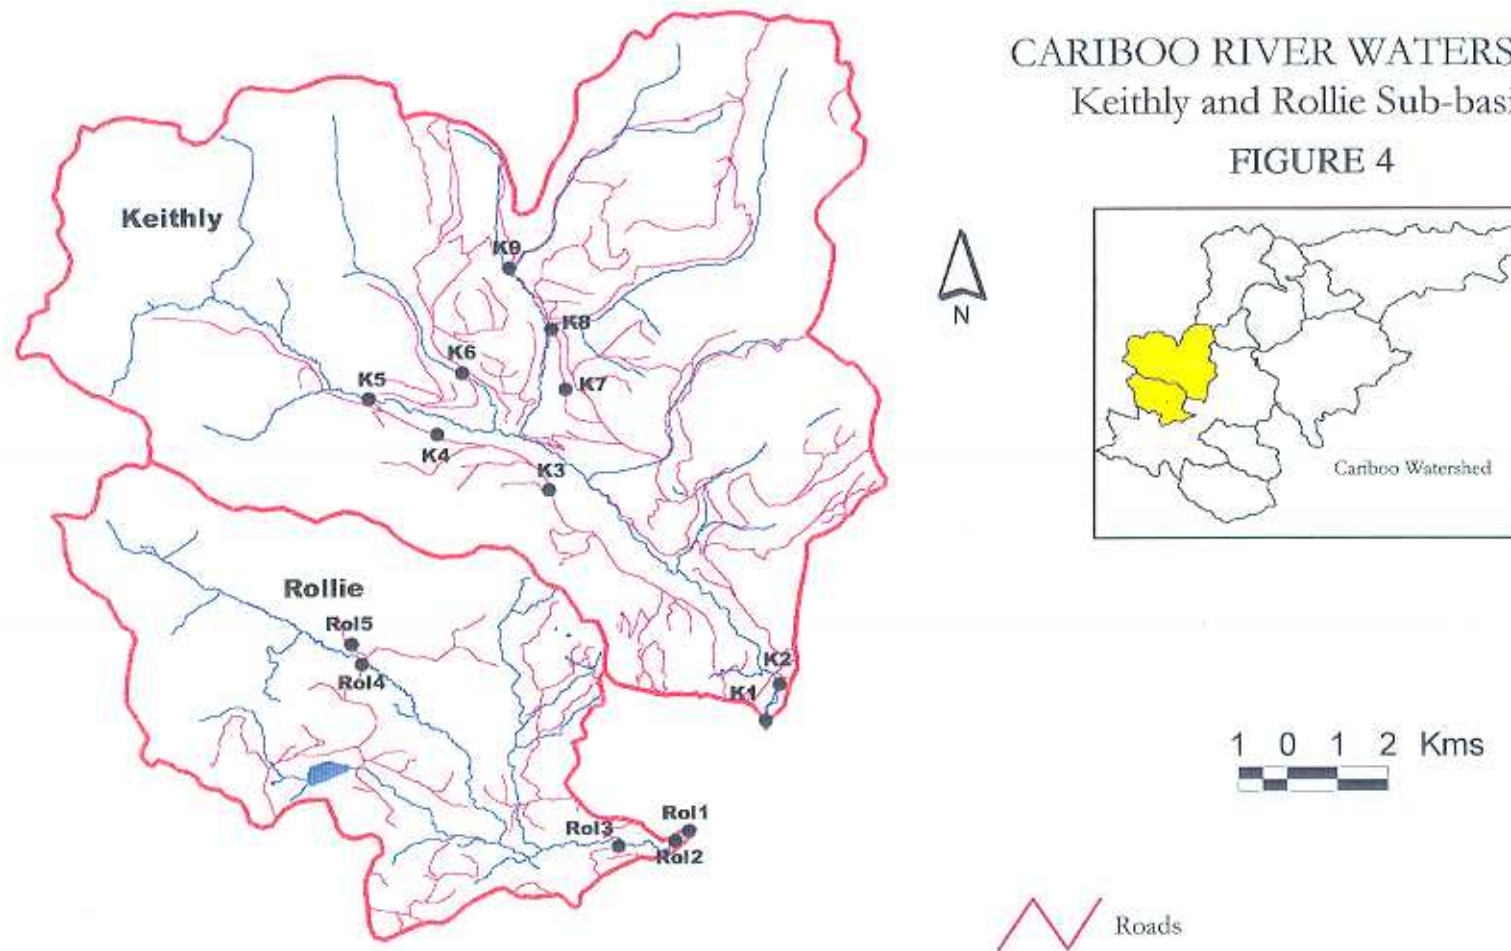 CARIBOO RIVER WATERS
Keithly and Rollie Sub-basi
FIGURE 4
Keithly
K9
K8
K6
K7
K5
K4
K3
N
Cariboo Watershed
Rollie
Rol5
Rol4
K2
K1
1 0 1 2 Kms
Rol1
Rol3
Rol2
Roads